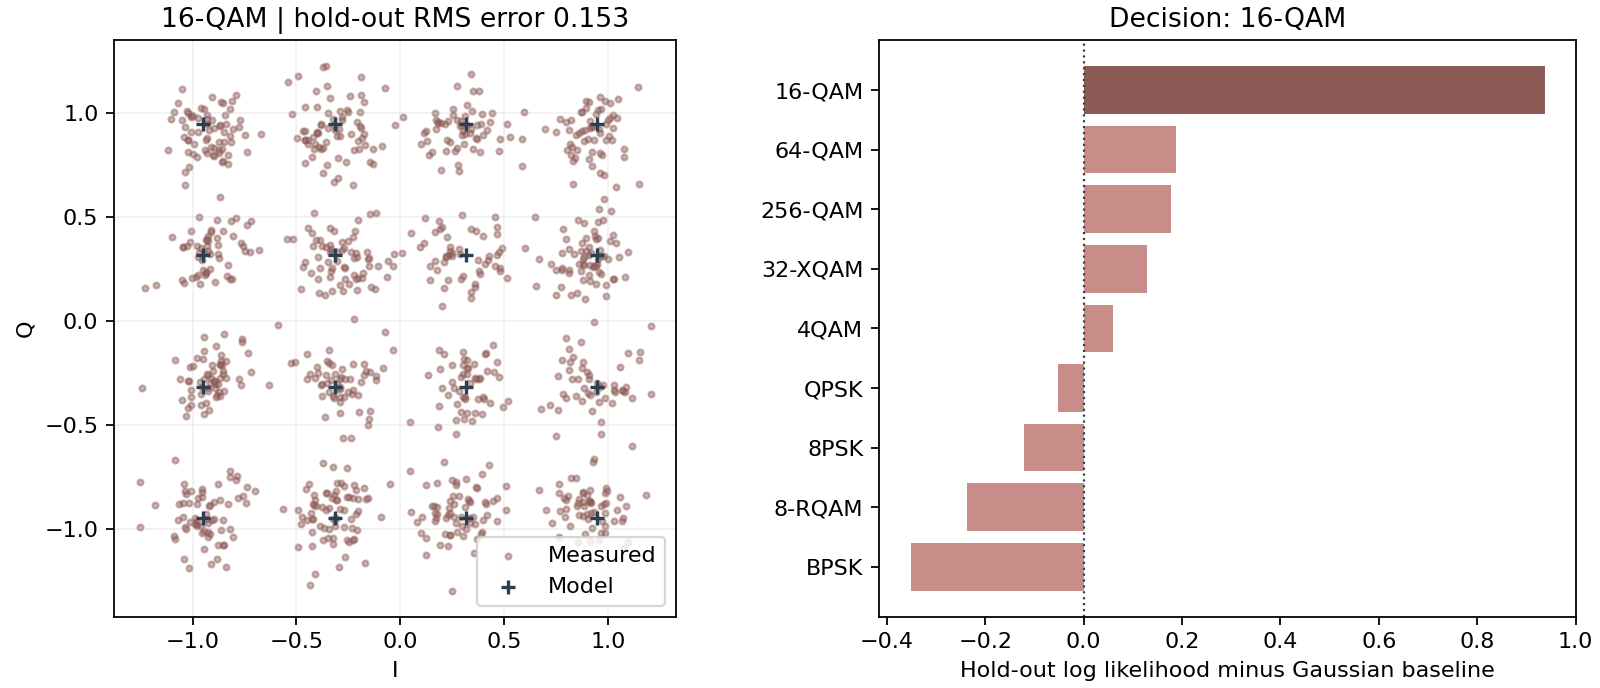 16-QAM | hold-out RMS error 0.153
1.0
0.5
0.0
−0.5
−1.0
Q
Measured
Model
−1.0 −0.5 0.0 0.5 1.0
I
Decision: 16-QAM
16-QAM
64-QAM
256-QAM
32-XQAM
4QAM
QPSK
8PSK
8-RQAM
BPSK
−0.4 −0.2 0.0 0.2 0.4 0.6 0.8 1.0
Hold-out log likelihood minus Gaussian baseline